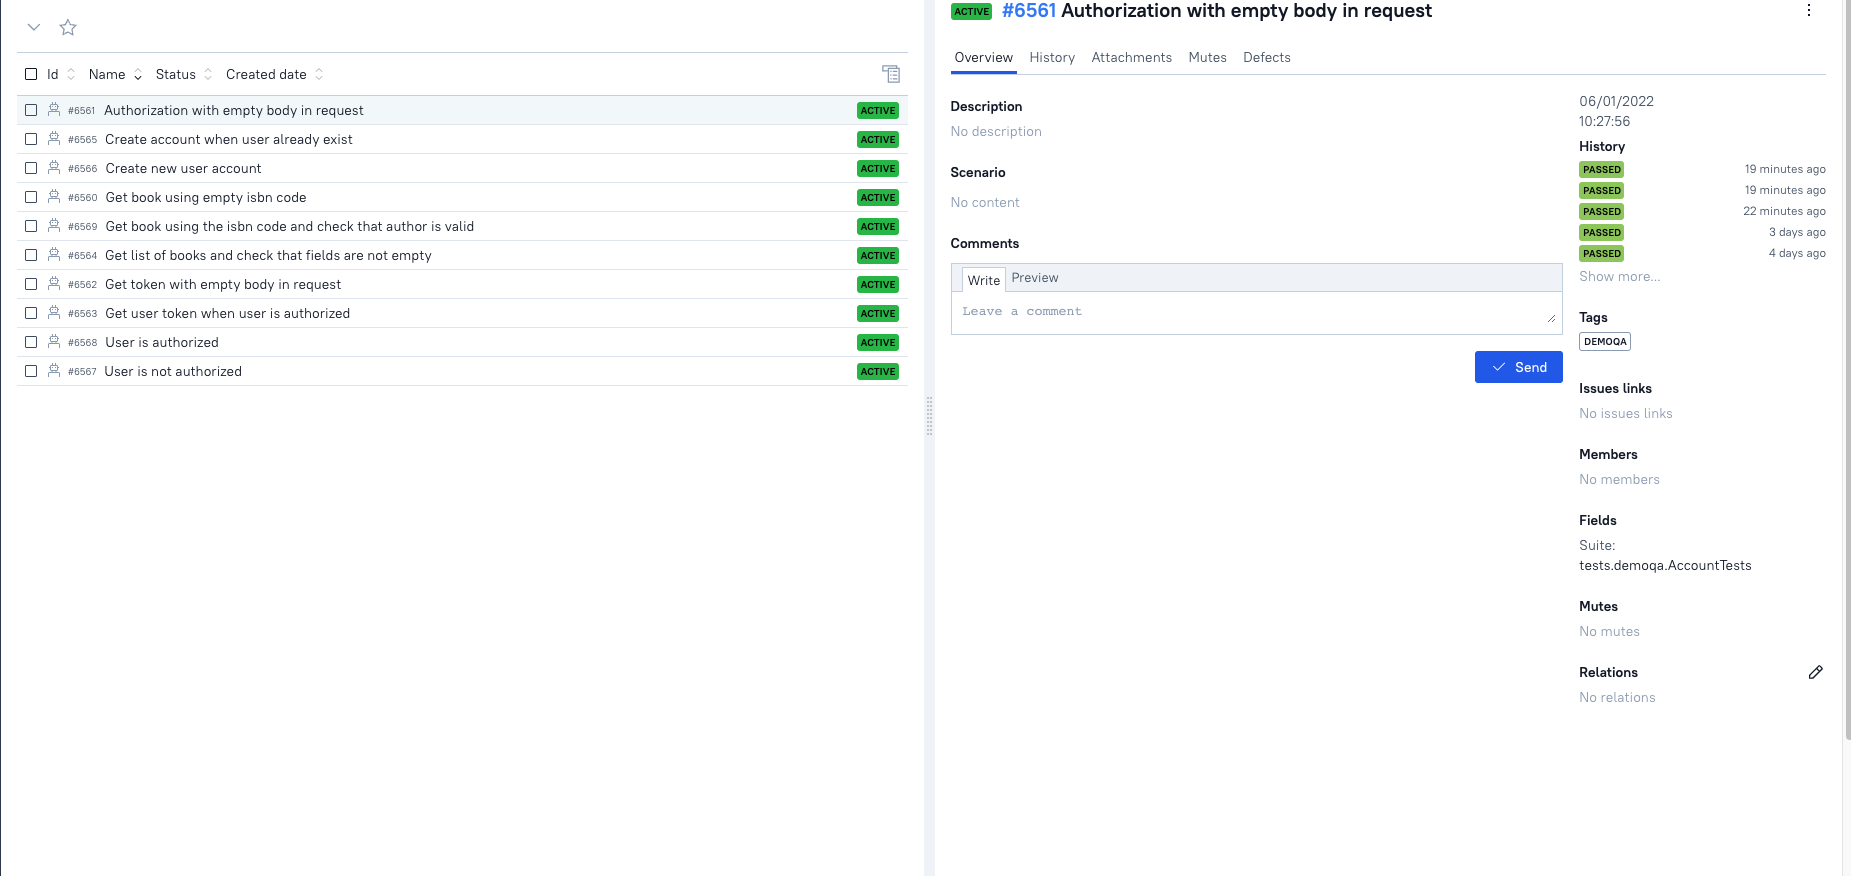 Id Name Status Created date
#6561 Authorization with empty body in request ACTIVE
#6565 Create account when user already exist ACTIVE
#6566 Create new user account ACTIVE
#6560 Get book using empty isbn code ACTIVE
#6569 Get book using the isbn code and check that author is valid ACTIVE
#6564 Get list of books and check that fields are not empty ACTIVE
#6562 Get token with empty body in request ACTIVE
#6563 Get user token when user is authorized ACTIVE
#6568 User is authorized ACTIVE
#6567 User is not authorized ACTIVE
ACTIVE #6561 Authorization with empty body in request
Overview History Attachments Mutes Defects
Description
No description
Scenario
No content
Comments
Write Preview
Leave a comment
Send
06/01/2022
10:27:56
History
PASSED 19 minutes ago
PASSED 19 minutes ago
PASSED 22 minutes ago
PASSED 3 days ago
PASSED 4 days ago
Show more...
Tags
DEMOQA
Issues links
No issues links
Members
No members
Fields
Suite:
tests.demoqa.AccountTests
Mutes
No mutes
Relations
No relations